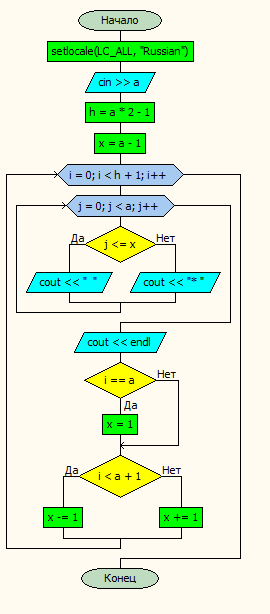 Начало
setlocale(LC_ALL, "Russian")
cin >> a
h = a * 2 - 1
x = a - 1
i = 0; i < h + 1; i++
j = 0; j < a; j++
j <= x
Да
Нет
cout << "  "
cout << "* "
cout << endl
i == a
Нет
Да
x = 1
i < a + 1
Да
Нет
x -= 1
x += 1
Конец